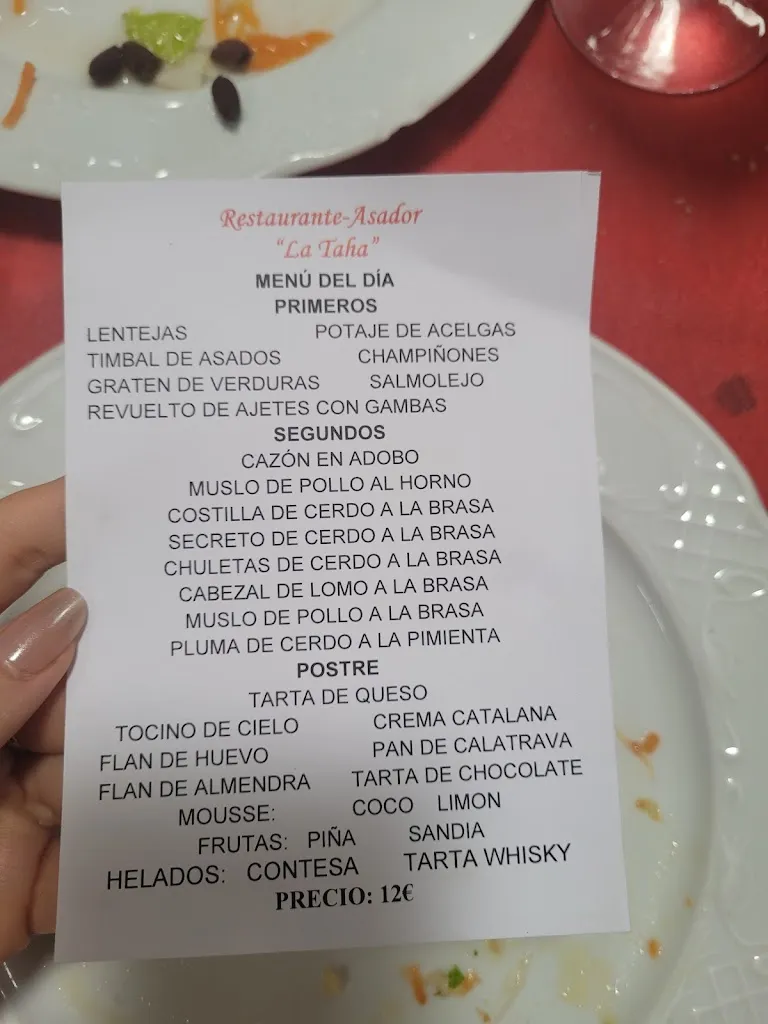 Restaurante-Asador
"La Taha"
MENÚ DEL DÍA
PRIMEROS
LENTEJAS POTAJE DE ACELGAS
TIMBAL DE ASADOS CHAMPIÑONES
GRATEN DE VERDURAS SALMOLEJO
REVUELTO DE AJETES CON GAMBAS
SEGUNDOS
CAZÓN EN ADOBO
MUSLO DE POLLO AL HORNO
COSTILLA DE CERDO A LA BRASA
SECRETO DE CERDO A LA BRASA
CHULETAS DE CERDO A LA BRASA
CABEZAL DE LOMO A LA BRASA
MUSLO DE POLLO A LA BRASA
PLUMA DE CERDO A LA PIMIENTA
POSTRE
TARTA DE QUESO
TOCINO DE CIELO CREMA CATALANA
FLAN DE HUEVO PAN DE CALATRAVA
FLAN DE ALMENDRA TARTA DE CHOCOLATE
MOUSSE: COCO LIMON
FRUTAS: PIÑA SANDIA
HELADOS: CONTESA TARTA WHISKY
PRECIO: 12€